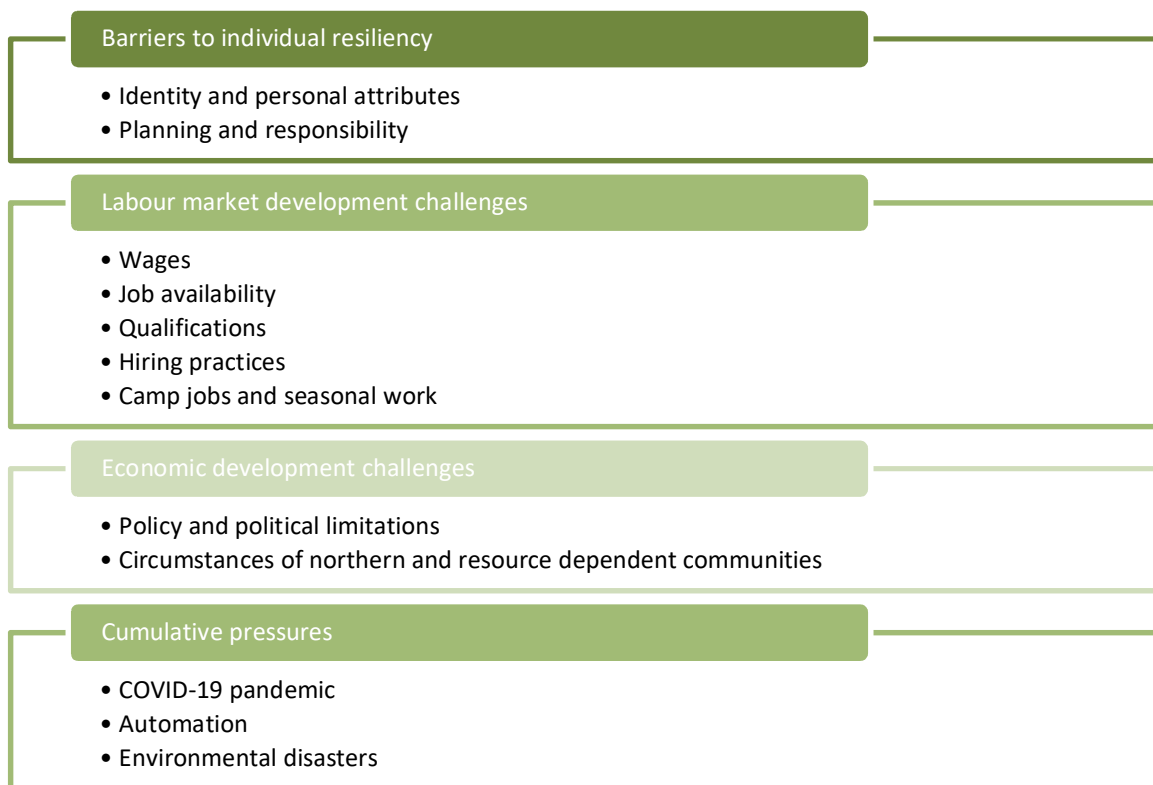 Barriers to individual resiliency
• Identity and personal attributes
• Planning and responsibility
Labour market development challenges
• Wages
• Job availability
• Qualifications
• Hiring practices
• Camp jobs and seasonal work
Economic development challenges
• Policy and political limitations
• Circumstances of northern and resource dependent communities
Cumulative pressures
• COVID-19 pandemic
• Automation
• Environmental disasters